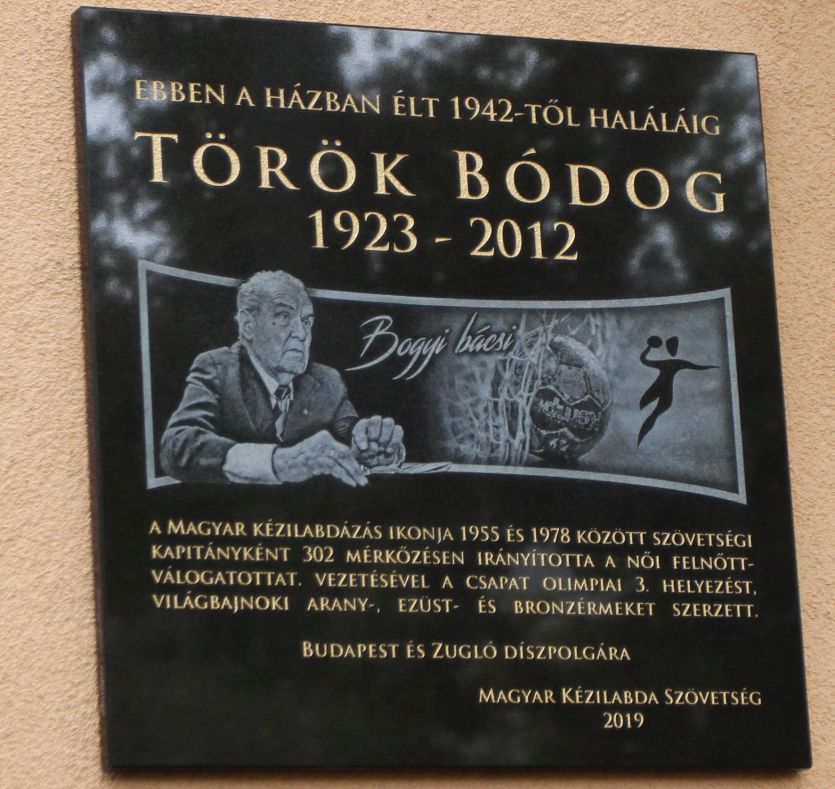 EBBEN A HÁZBAN ÉLT 1942-TŐL HALÁLÁIG
TÖRÖK BÓDOG
1923 - 2012
Bogyi bácsi
A MAGYAR KÉZILABDÁZÁS IKONJA 1955 ÉS 1978 KÖZÖTT SZÖVETSÉGI
KAPITÁNYKÉNT 302 MÉRKŐZÉSEN IRÁNYÍTOTTA A NŐI FELNŐTT-
VÁLOGATOTTAT. VEZETÉSÉVEL A CSAPAT OLIMPIAI 3. HELYEZÉST,
VILÁGBAJNOKI ARANY-, EZÜST- ÉS BRONZÉRMEKET SZERZETT.
BUDAPEST ÉS ZUGLÓ DÍSZPOLGÁRA
MAGYAR KÉZILABDA SZÖVETSÉG
2019